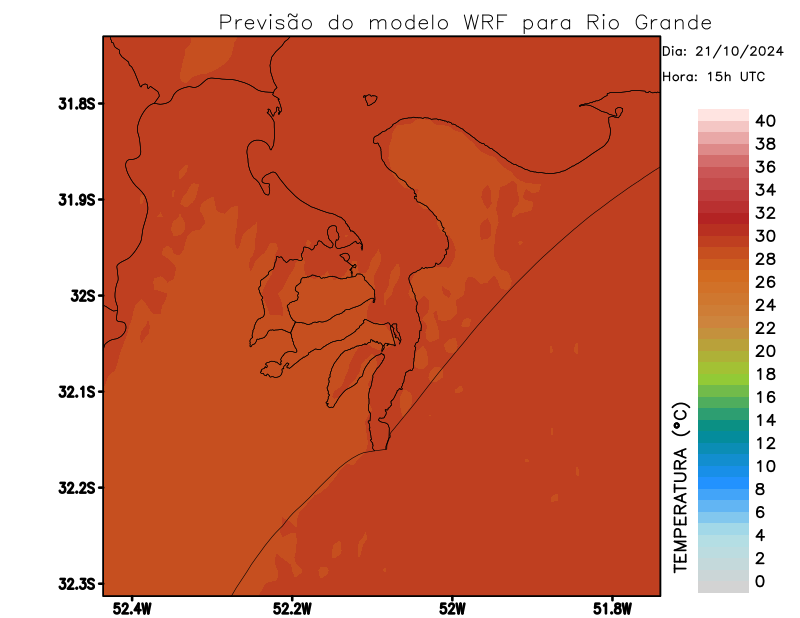 Previsão do modelo WRF para Rio Grande
Dia: 21/10/2024
Hora: 15h UTC
31.8S
31.9S
32S
32.1S
32.2S
32.3S
52.4W
52.2W
52W
51.8W
TEMPERATURA (°C)
40
38
36
34
32
30
28
26
24
22
20
18
16
14
12
10
8
6
4
2
0